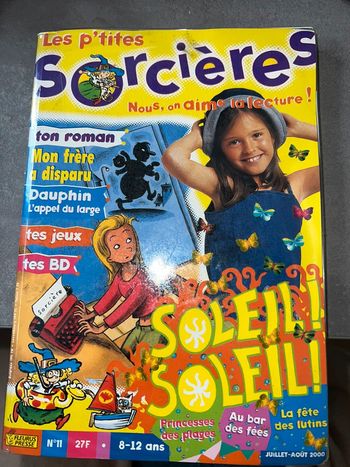 Les p'tites
Sorcières
Nous, on aime la lecture !
ton roman
Mon frère
a disparu
Dauphin
L'appel du large
tes jeux
tes BD
Sorcière
SOLEIL !
SOLEIL !
Princesses
des plages
Au bar
des fées
La fête
des lutins
FLEURUS
PRESSE
N°11
27F
8-12 ans
JUILLET-AOÛT 2000